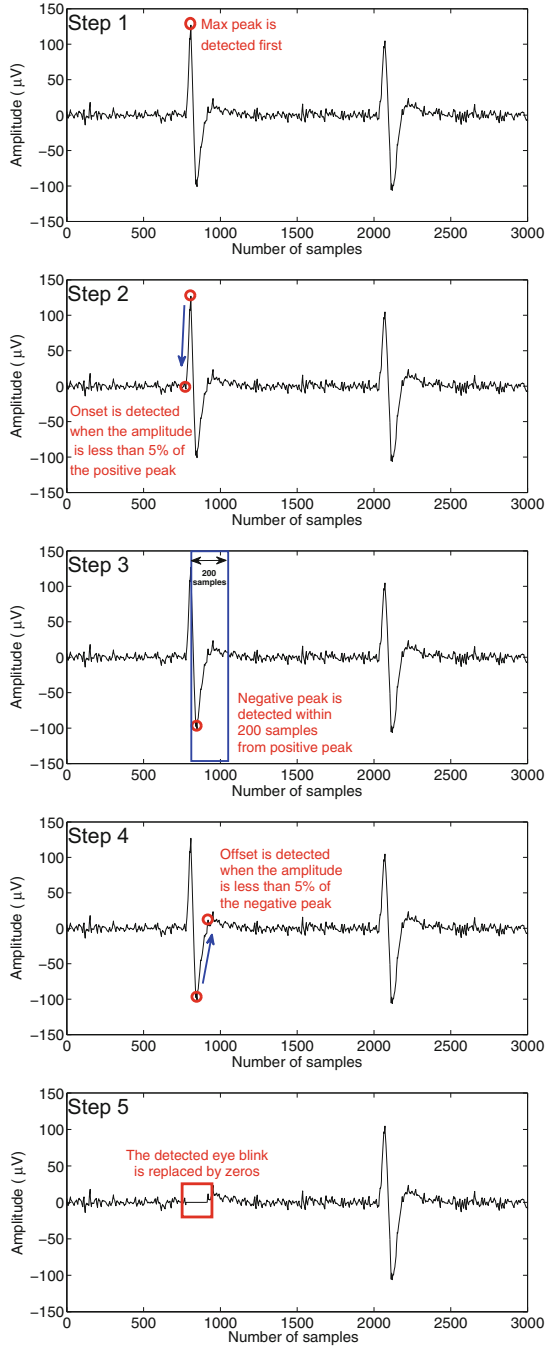 Step 1
Max peak is
detected first
150
100
50
0
−50
−100
−150
Amplitude ( μV)
0 500 1000 1500 2000 2500 3000
Number of samples
Step 2
Onset is detected
when the amplitude
is less than 5% of
the positive peak
150
100
50
0
−50
−100
−150
Amplitude ( μV)
0 500 1000 1500 2000 2500 3000
Number of samples
Step 3
200
samples
Negative peak is
detected within
200 samples
from positive peak
150
100
50
0
−50
−100
−150
Amplitude ( μV)
0 500 1000 1500 2000 2500 3000
Number of samples
Step 4
Offset is detected
when the amplitude
is less than 5% of
the negative peak
150
100
50
0
−50
−100
−150
Amplitude ( μV)
0 500 1000 1500 2000 2500 3000
Number of samples
Step 5
The detected eye blink
is replaced by zeros
150
100
50
0
−50
−100
−150
Amplitude ( μV)
0 500 1000 1500 2000 2500 3000
Number of samples